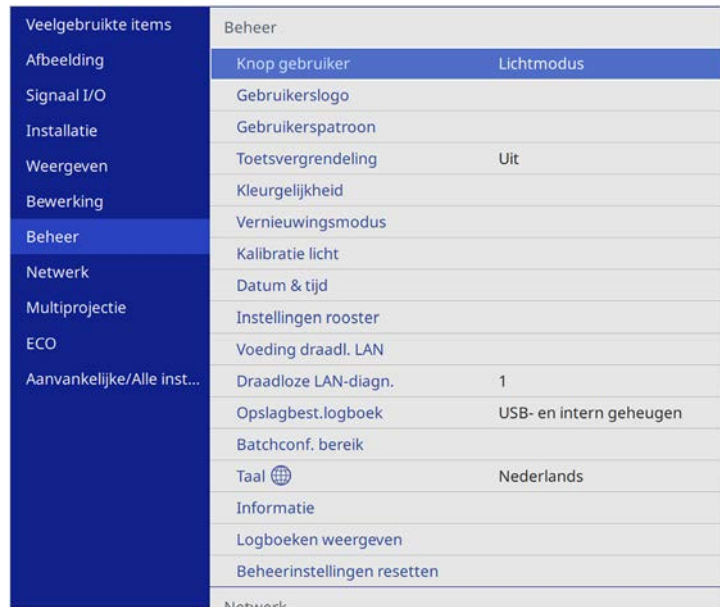 Veelgebruikte items
Afbeelding
Signaal I/O
Installatie
Weergeven
Bewerking
Beheer
Netwerk
Multiprojectie
ECO
Aanvankelijke/Alle inst...
Beheer
Knop gebruiker Lichtmodus
Gebruikerslogo
Gebruikerspatroon
Toetsvergrendeling Uit
Kleurgelijkheid
Vernieuwingsmodus
Kalibratie licht
Datum & tijd
Instellingen rooster
Voeding draadl. LAN
Draadloze LAN-diagn. 1
Opslagbest.logboek USB- en intern geheugen
Batchconf. bereik
Taal Nederlands
Informatie
Logboeken weergeven
Beheerinstellingen resetten
Netwerk